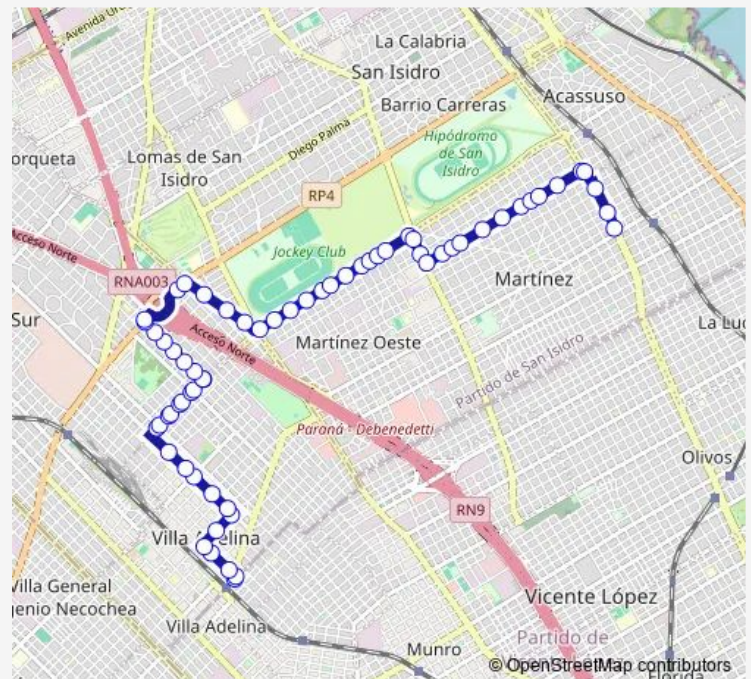 Avenida Uru
La Calabria
San Isidro
Barrio Carreras
Acassuso
Diego Palma
Hipódromo
de San
Isidro
orqueta
Lomas de San
Isidro
RP4
Acceso Norte
Jockey Club
RNA003
Martínez
Sur
Acceso Norte
Martínez Oeste
La Luc
Partido de San Isidro
Paraná - Debenedetti
Olivos
RN9
Villa A elina
Villa General
genio Necochea
Vicente López
Villa Adelina
Partido de
Munro
© OpenStreetMap contributors
Florida